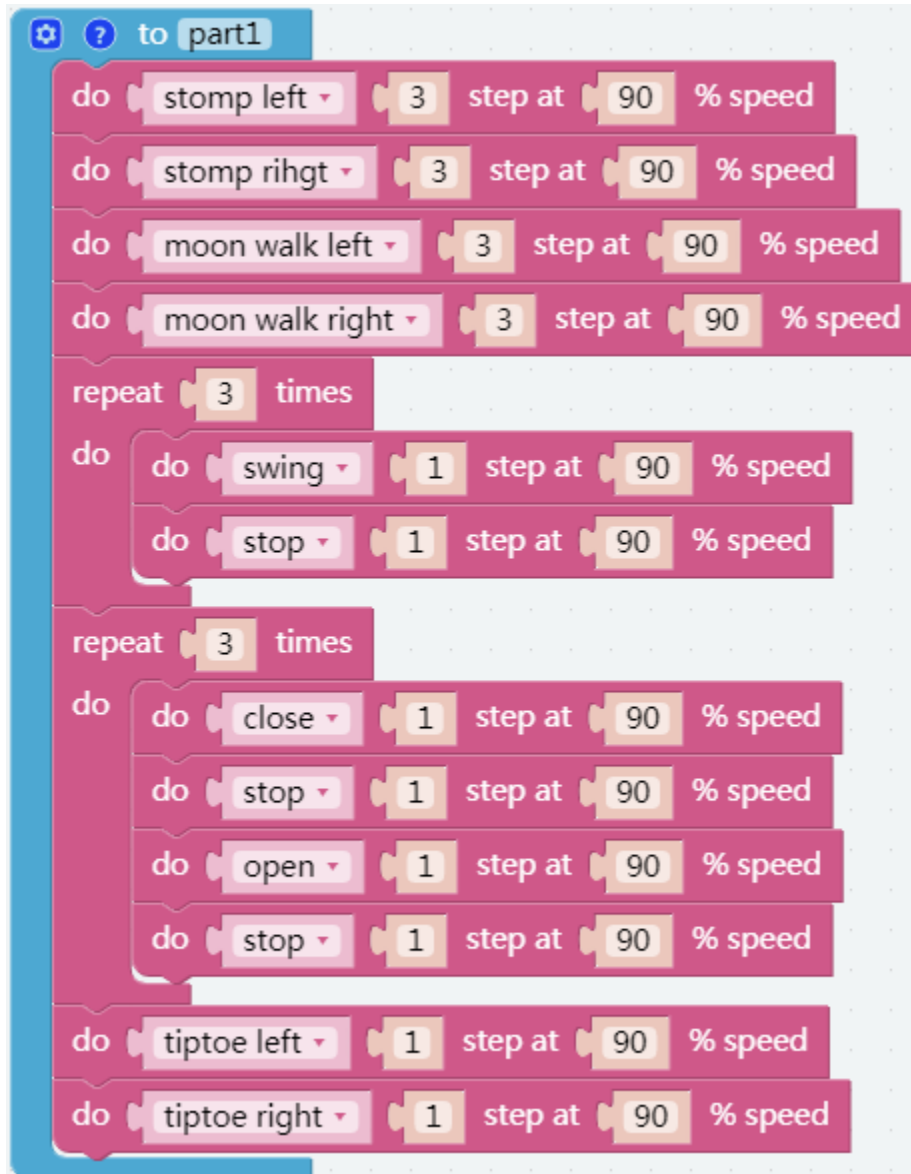 ? to part1
do stomp left 3 step at 90 % speed
do stomp rihgt 3 step at 90 % speed
do moon walk left 3 step at 90 % speed
do moon walk right 3 step at 90 % speed
repeat 3 times
do do swing 1 step at 90 % speed
do stop 1 step at 90 % speed
repeat 3 times
do do close 1 step at 90 % speed
do stop 1 step at 90 % speed
do open 1 step at 90 % speed
do stop 1 step at 90 % speed
do tiptoe left 1 step at 90 % speed
do tiptoe right 1 step at 90 % speed